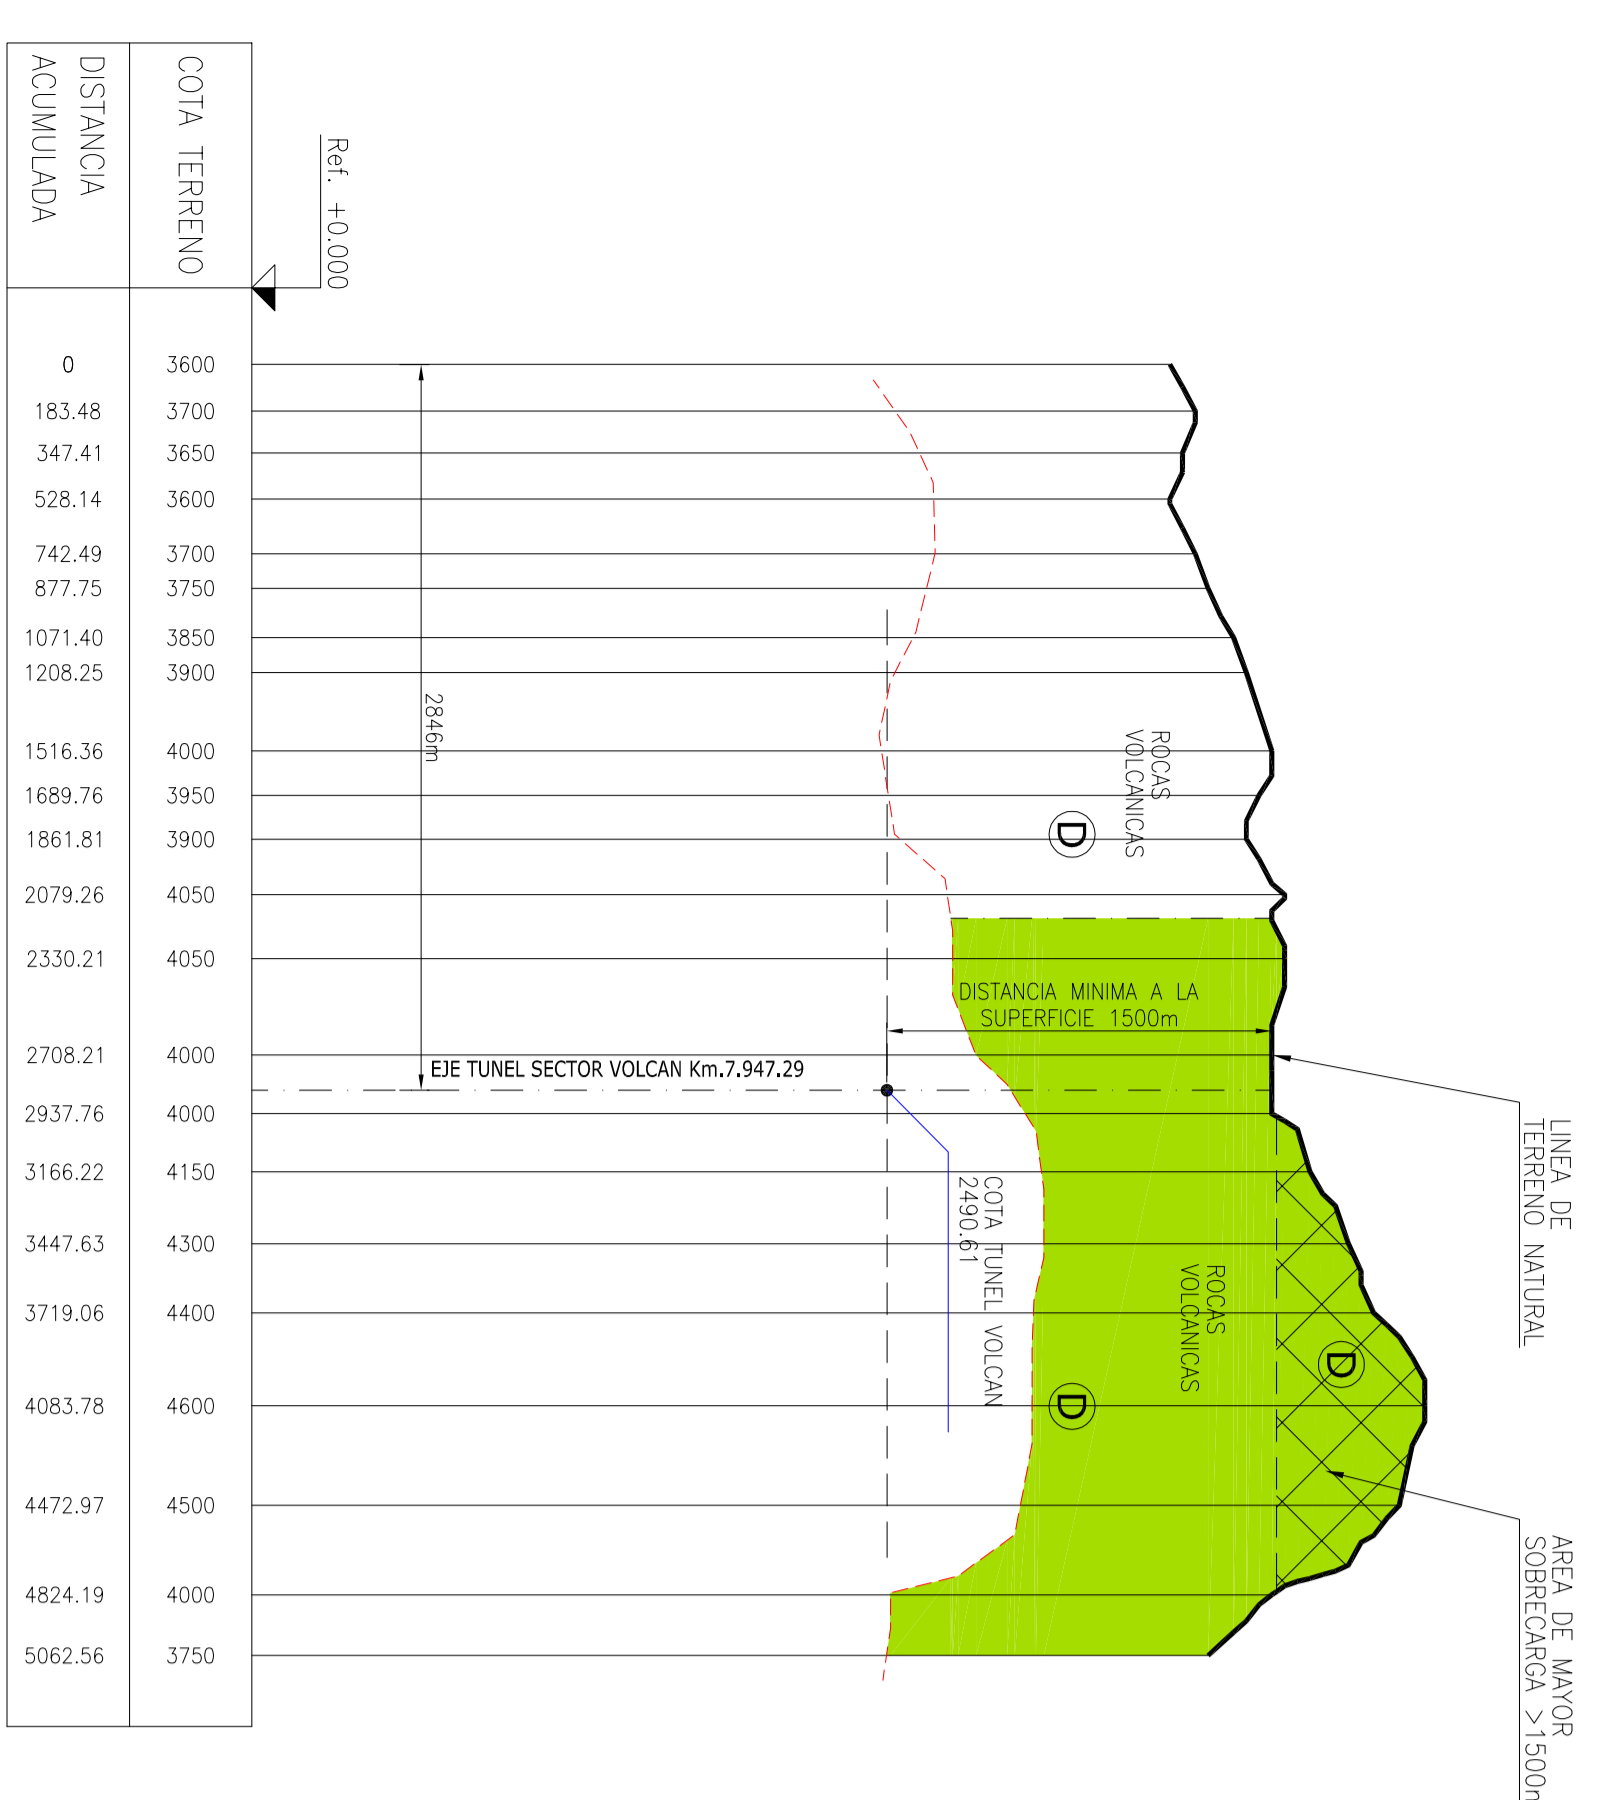 DISTANCIA
ACUMULADA
COTA TERRENO
Ref. +0.000
0 3600
183.48 3700
347.41 3650
528.14 3600
742.49 3700
877.75 3750
1071.40 3850
1208.25 3900
1516.36 4000
1689.76 3950
1861.81 3900
2079.26 4050
2330.21 4050
2708.21 4000
2937.76 4000
3166.22 4150
3447.63 4300
3719.06 4400
4083.78 4600
4472.97 4500
4824.19 4000
5062.56 3750
2846m
EJE TUNEL SECTOR VOLCAN Km.7.947.29
ROCAS
VOLCANICAS
D
DISTANCIA MINIMA A LA
SUPERFICIE 1500m
COTA TUNEL VOLCAN
2490.61
ROCAS
VOLCANICAS
D
D
LINEA DE
TERRENO NATURAL
AREA DE MAYOR
SOBRECARGA >1500m